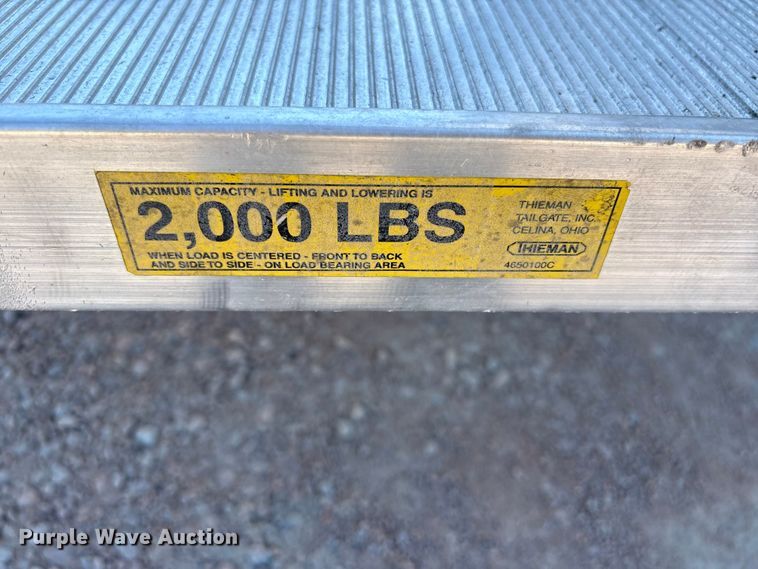 MAXIMUM CAPACITY - LIFTING AND LOWERING IS
2,000 LBS
WHEN LOAD IS CENTERED - FRONT TO BACK
AND SIDE TO SIDE - ON LOAD BEARING AREA
THIEMAN
TAILGATE, INC.
CELINA, OHIO
THIEMAN
4650100C
Purple Wave Auction